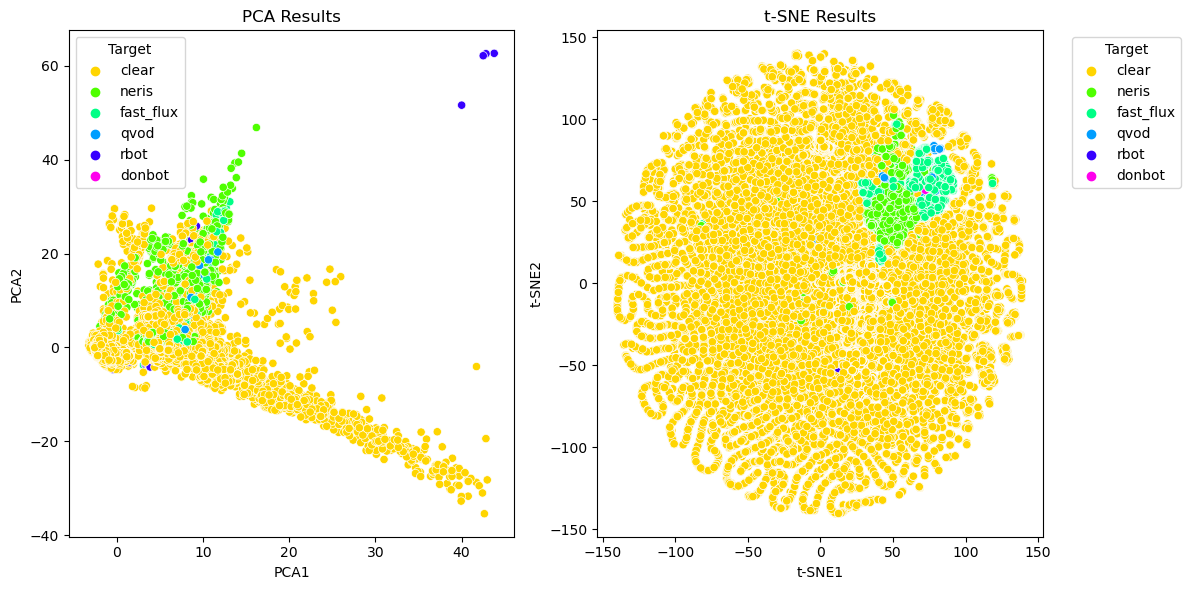 PCA Results
Target
clear
neris
fast_flux
qvod
rbot
donbot
60
40
20
0
−20
−40
PCA2
0
10
20
30
40
PCA1
t-SNE Results
150
100
50
0
−50
−100
−150
t-SNE2
−150
−100
−50
0
50
100
150
t-SNE1
Target
clear
neris
fast_flux
qvod
rbot
donbot